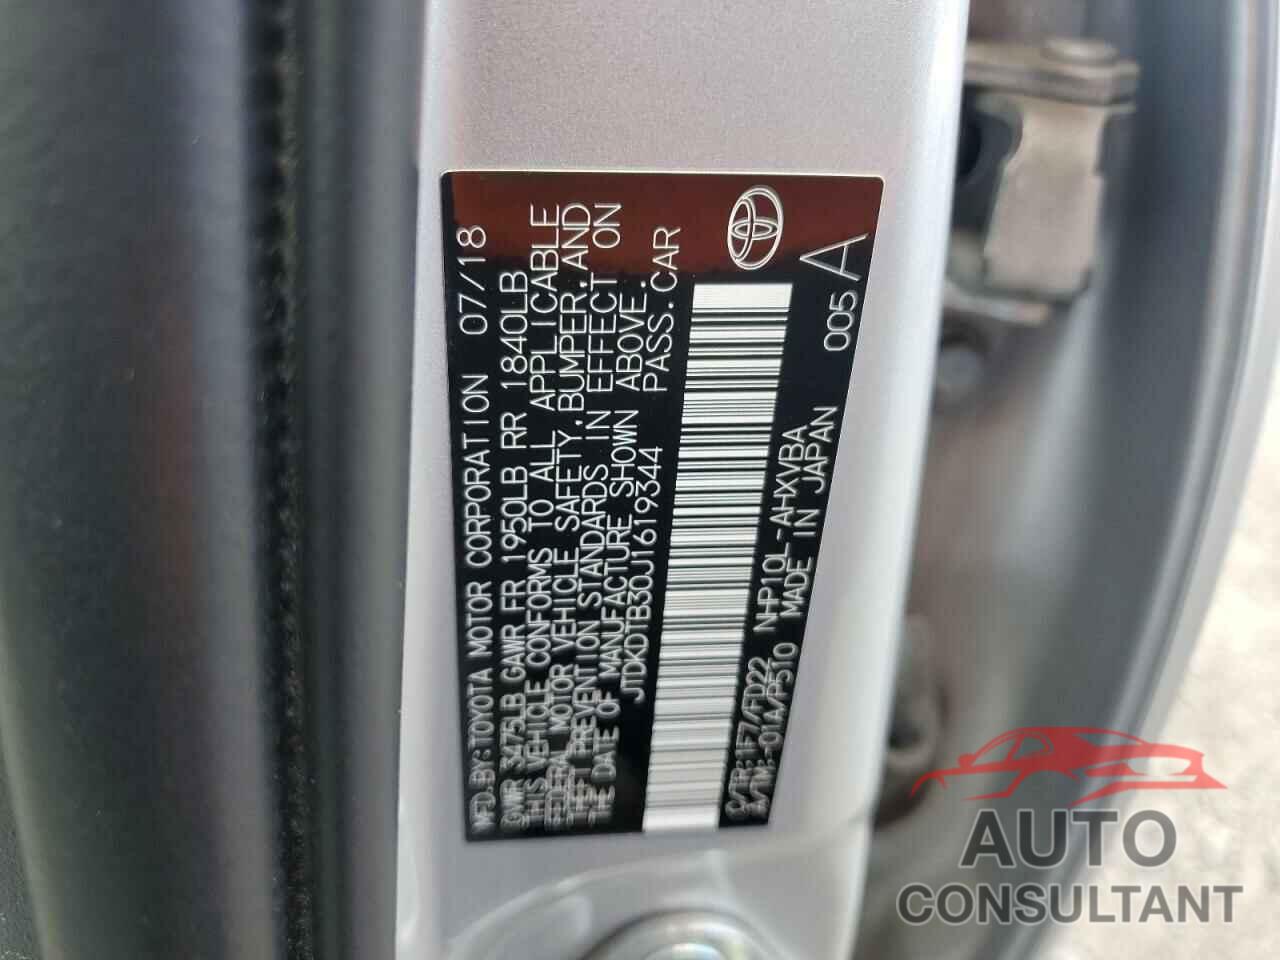 MFD.BY:TOYOTA MOTOR CORPORATION 07/18
GVWR 3475LB GAWR FR 1950LB RR 1840LB
THIS VEHICLE CONFORMS TO ALL APPLICABLE
FEDERAL MOTOR VEHICLE SAFETY,BUMPER,AND
THEFT PREVENTION STANDARDS IN EFFECT ON
THE DATE OF MANUFACTURE SHOWN ABOVE.
JTDKDTB30J1619344 PASS.CAR
C/TR:1F7/FD22 NHP10L-AHXVBA
A/TM:-01A/P510 MADE IN JAPAN
005 A
AUTO
CONSULTANT